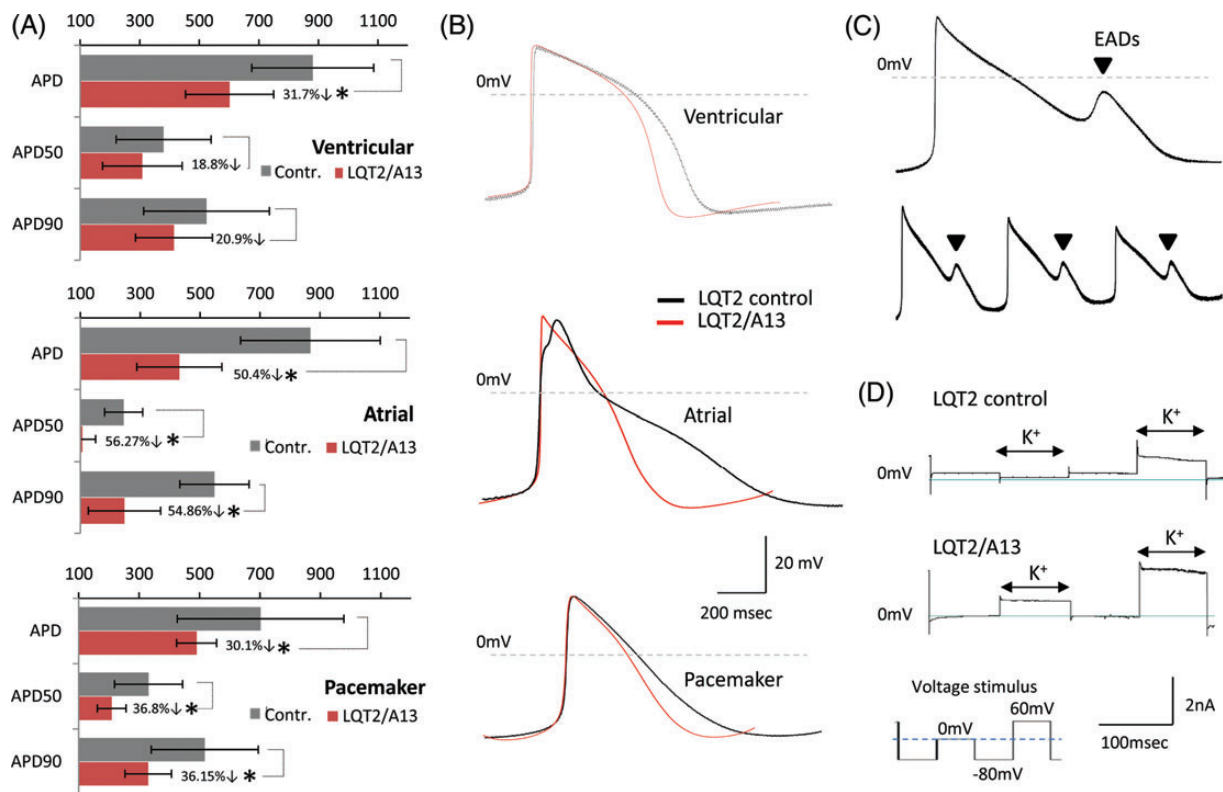 (A)
100 300 500 700 900 1100
APD
31.7%↓ *
APD50
18.8%↓
Ventricular
Contr. LQT2/A13
APD90
20.9%↓
100 300 500 700 900 1100
APD
50.4%↓ *
APD50
56.27%↓ *
Atrial
Contr. LQT2/A13
APD90
54.86%↓ *
100 300 500 700 900 1100
APD
30.1%↓ *
APD50
36.8%↓ *
Pacemaker
Contr. LQT2/A13
APD90
36.15%↓ *
(B)
0mV
Ventricular
LQT2 control
LQT2/A13
0mV
Atrial
20 mV
200 msec
0mV
Pacemaker
(C)
EADs
0mV
(D)
LQT2 control
K+
K+
0mV
LQT2/A13
K+
K+
0mV
Voltage stimulus
60mV
0mV
-80mV
2nA
100msec